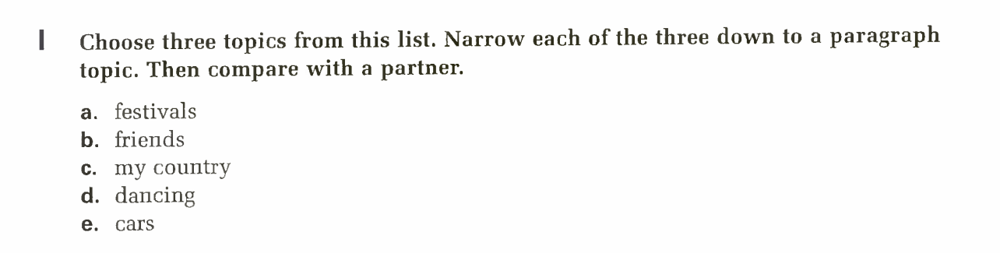 1 Choose three topics from this list. Narrow each of the three down to a paragraph
topic. Then compare with a partner.
a. festivals
b. friends
c. my country
d. dancing
e. cars